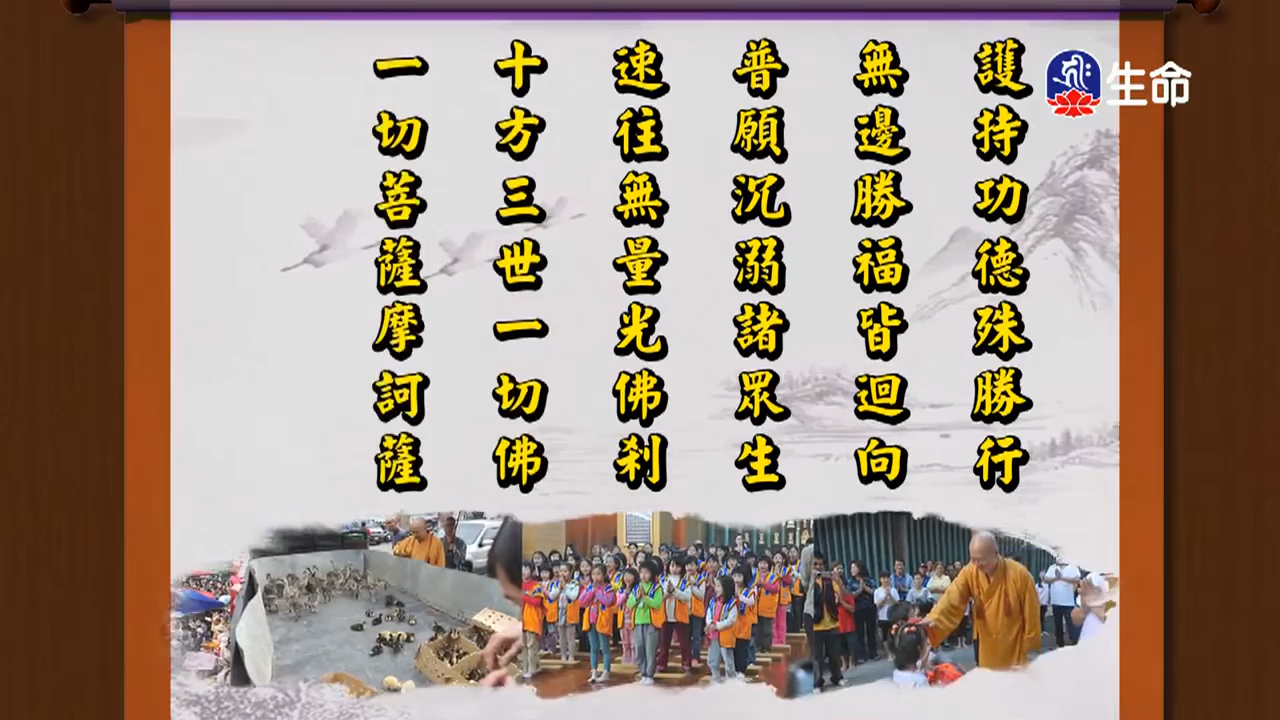 護持功德殊勝行
無邊勝福皆迴向
普願沉溺諸眾生
速往無量光佛剎
十方三世一切佛
一切菩薩摩訶薩
生命